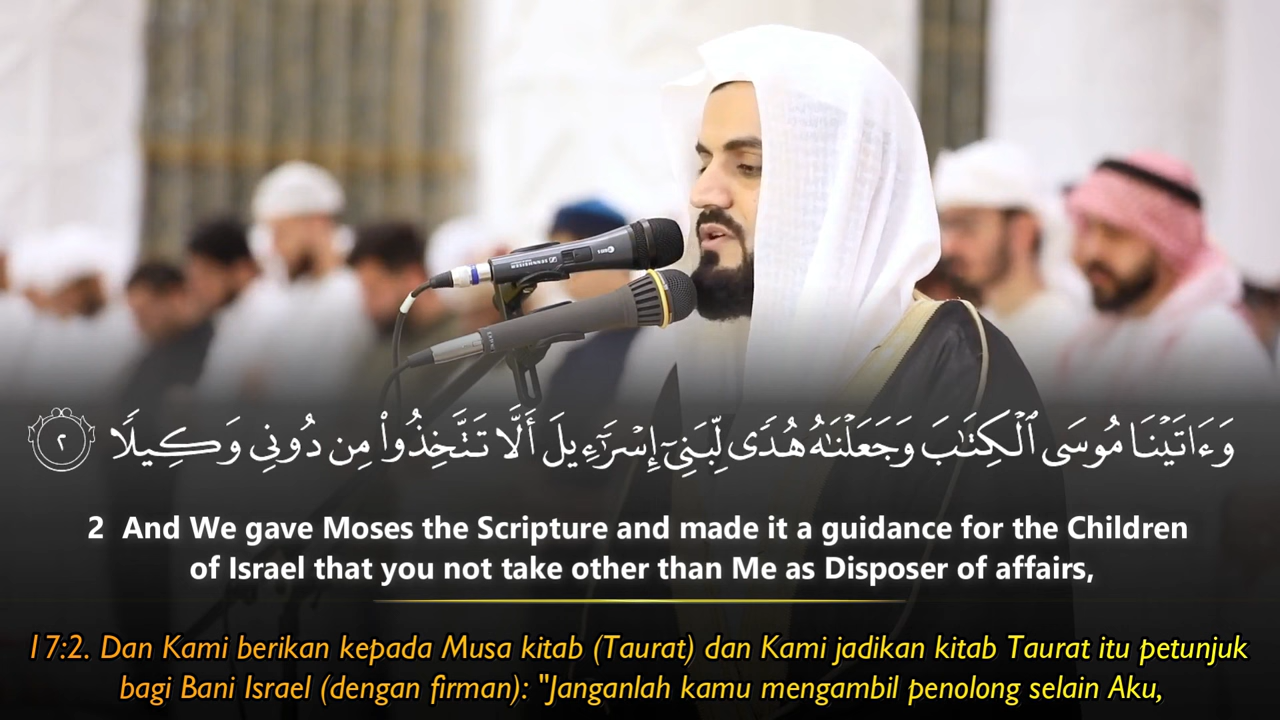 وَءَاتَيْنَا مُوسَى ٱلْكِتَٰبَ وَجَعَلْنَٰهُ هُدًى لِّبَنِىٓ إِسْرَٰٓءِيلَ أَلَّا تَتَّخِذُوا۟ مِن دُونِى وَكِيلًا ٢
2 And We gave Moses the Scripture and made it a guidance for the Children
of Israel that you not take other than Me as Disposer of affairs,
17:2. Dan Kami berikan kepada Musa kitab (Taurat) dan Kami jadikan kitab Taurat itu petunjuk
bagi Bani Israel (dengan firman): "Janganlah kamu mengambil penolong selain Aku,